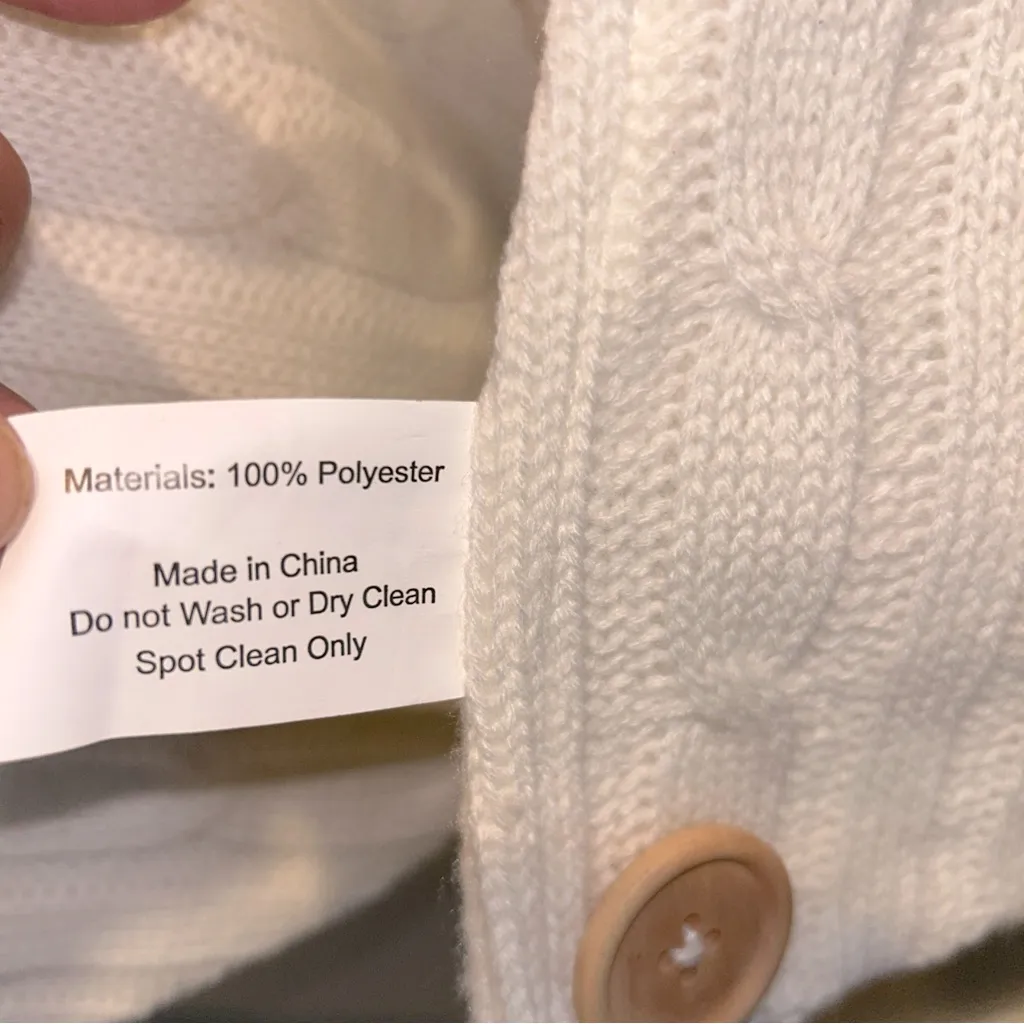 Materials: 100% Polyester
Made in China
Do not Wash or Dry Clean
Spot Clean Only